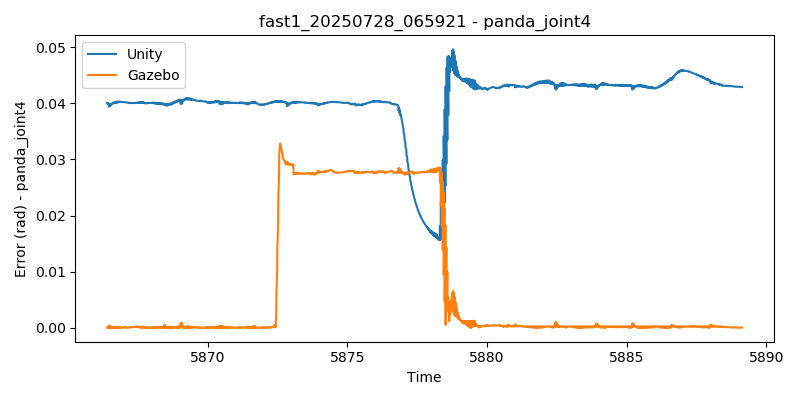 fast1_20250728_065921 - panda_joint4
Unity
Gazebo
Error (rad) - panda_joint4
0.05
0.04
0.03
0.02
0.01
0.00
5870
5875
5880
5885
5890
Time